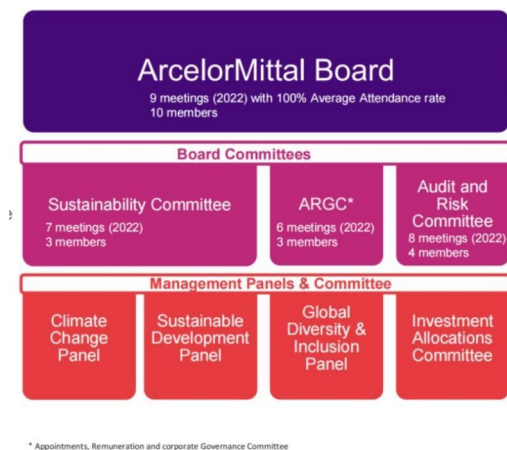 ArcelorMittal Board
9 meetings (2022) with 100% Average Attendance rate
10 members
Board Committees
Sustainability Committee
7 meetings (2022)
3 members
ARGC*
6 meetings (2022)
3 members
Audit and
Risk
Committee
8 meetings (2022)
4 members
Management Panels & Committee
Climate
Change
Panel
Sustainable
Development
Panel
Global
Diversity &
Inclusion
Panel
Investment
Allocations
Committee
* Appointments, Remuneration and corporate Governance Committee